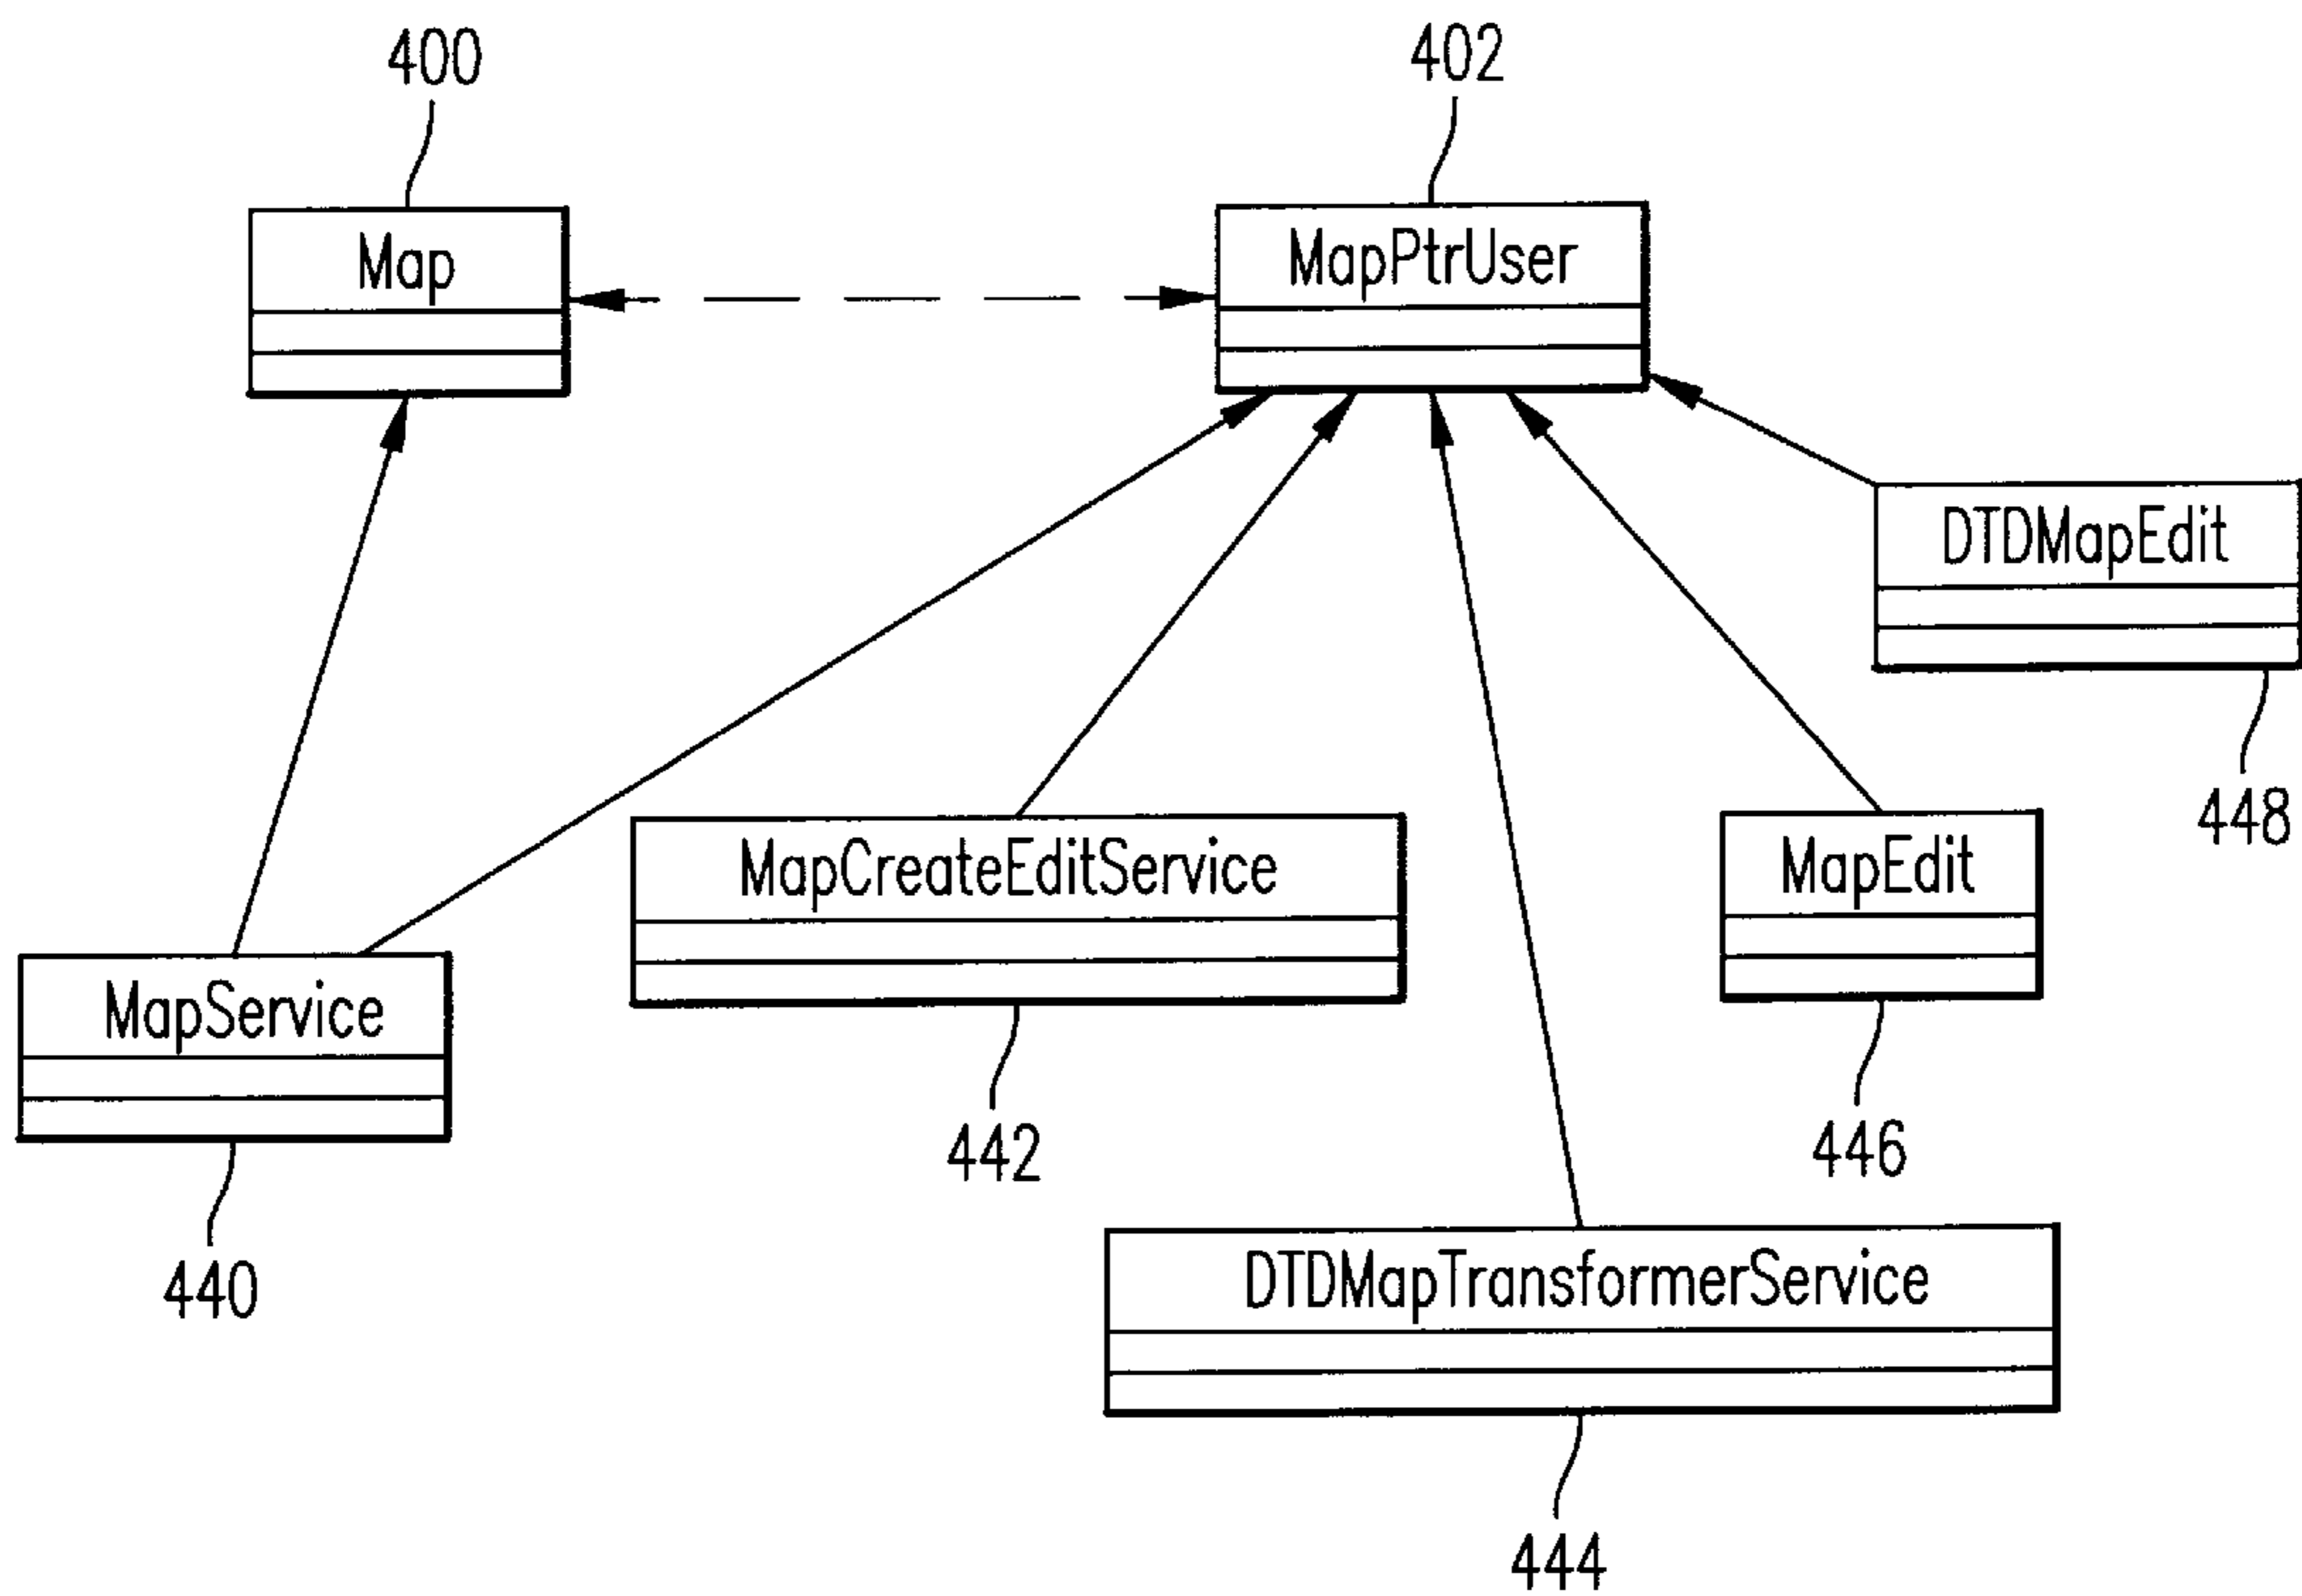 400
402
Map
MapPtrUser
DTDMapEdit
448
MapCreateEditService
MapEdit
MapService
442
446
440
DTDMapTransformerService
444